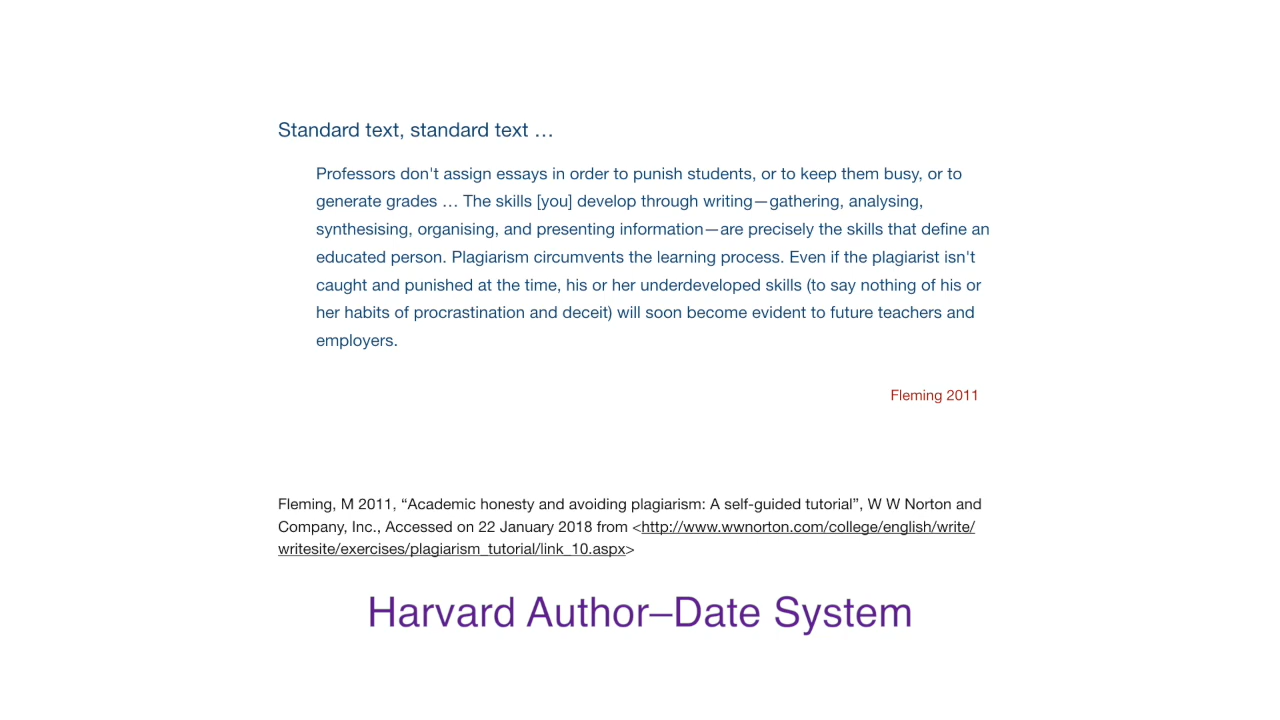 Standard text, standard text …
Professors don't assign essays in order to punish students, or to keep them busy, or to
generate grades … The skills [you] develop through writing—gathering, analysing,
synthesising, organising, and presenting information—are precisely the skills that define an
educated person. Plagiarism circumvents the learning process. Even if the plagiarist isn't
caught and punished at the time, his or her underdeveloped skills (to say nothing of his or
her habits of procrastination and deceit) will soon become evident to future teachers and
employers.
Fleming 2011
Fleming, M 2011, “Academic honesty and avoiding plagiarism: A self-guided tutorial”, W W Norton and
Company, Inc., Accessed on 22 January 2018 from <http://www.wwnorton.com/college/english/write/
writesite/exercises/plagiarism_tutorial/link_10.aspx>
Harvard Author–Date System